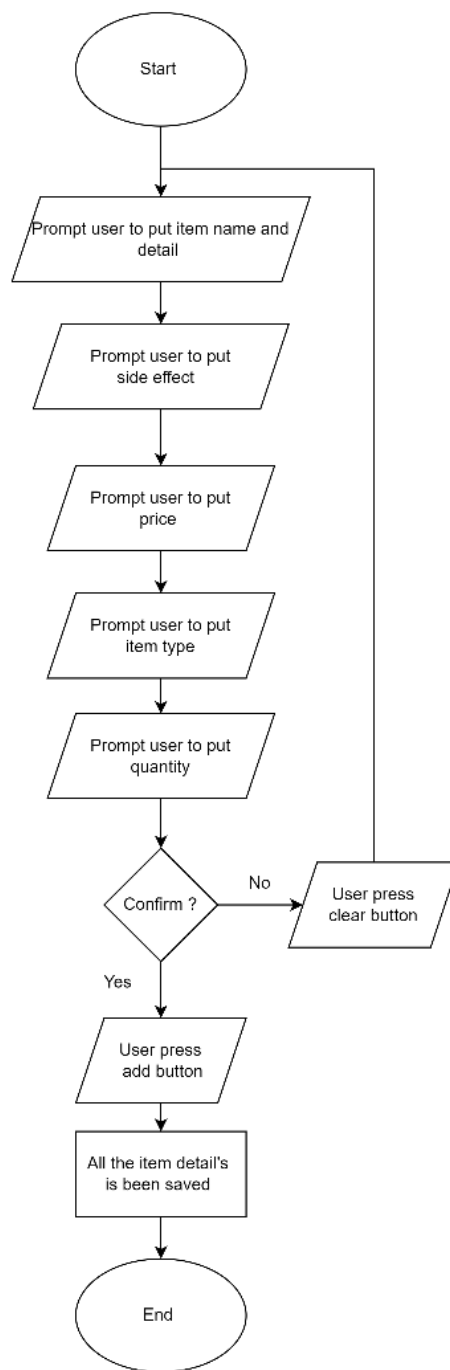 Start
Prompt user to put item name and
detail
Prompt user to put
side effect
Prompt user to put
price
Prompt user to put
item type
Prompt user to put
quantity
Confirm ?
No
User press
clear button
Yes
User press
add button
All the item detail's
is been saved
End